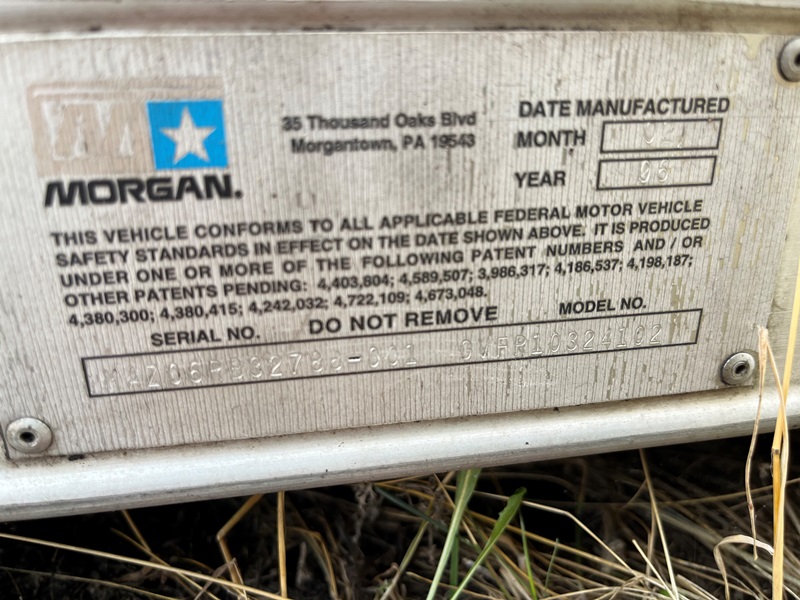 35 Thousand Oaks Blvd
Morgantown, PA 19543
DATE MANUFACTURED
MONTH 02
YEAR 96
MORGAN.
THIS VEHICLE CONFORMS TO ALL APPLICABLE FEDERAL MOTOR VEHICLE
SAFETY STANDARDS IN EFFECT ON THE DATE SHOWN ABOVE. IT IS PRODUCED
UNDER ONE OR MORE OF THE FOLLOWING PATENT NUMBERS AND / OR
OTHER PATENTS PENDING: 4,403,804; 4,589,507; 3,986,317; 4,186,537; 4,198,187;
4,380,300; 4,380,415; 4,242,032; 4,722,109; 4,673,048.
SERIAL NO. DO NOT REMOVE MODEL NO.